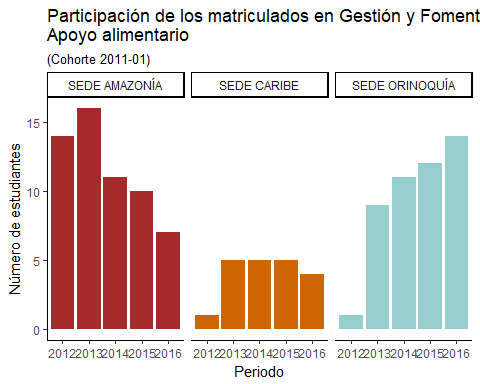 Participación de los matriculados en Gestión y Foment
Apoyo alimentario
(Cohorte 2011-01)
SEDE AMAZONÍA SEDE CARIBE SEDE ORINOQUÍA
Número de estudiantes
15
10
5
0
2012 2013 2014 2015 2016 2012 2013 2014 2015 2016 2012 2013 2014 2015 2016
Periodo